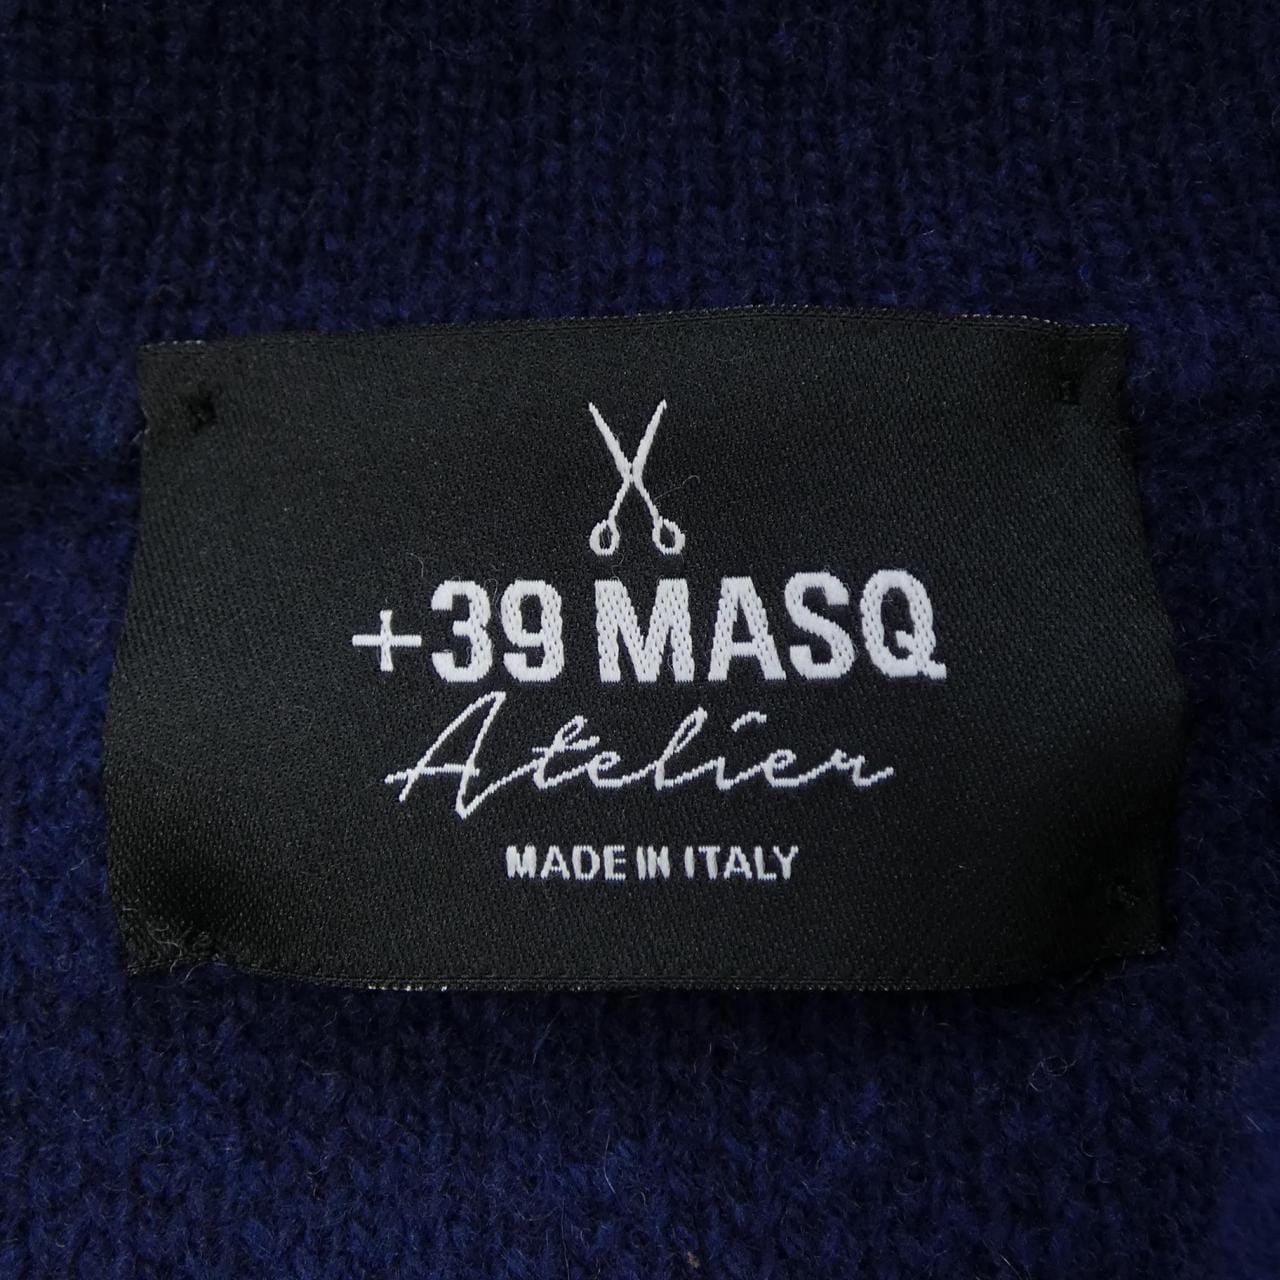 +39 MASQ
Atelier
MADE IN ITALY